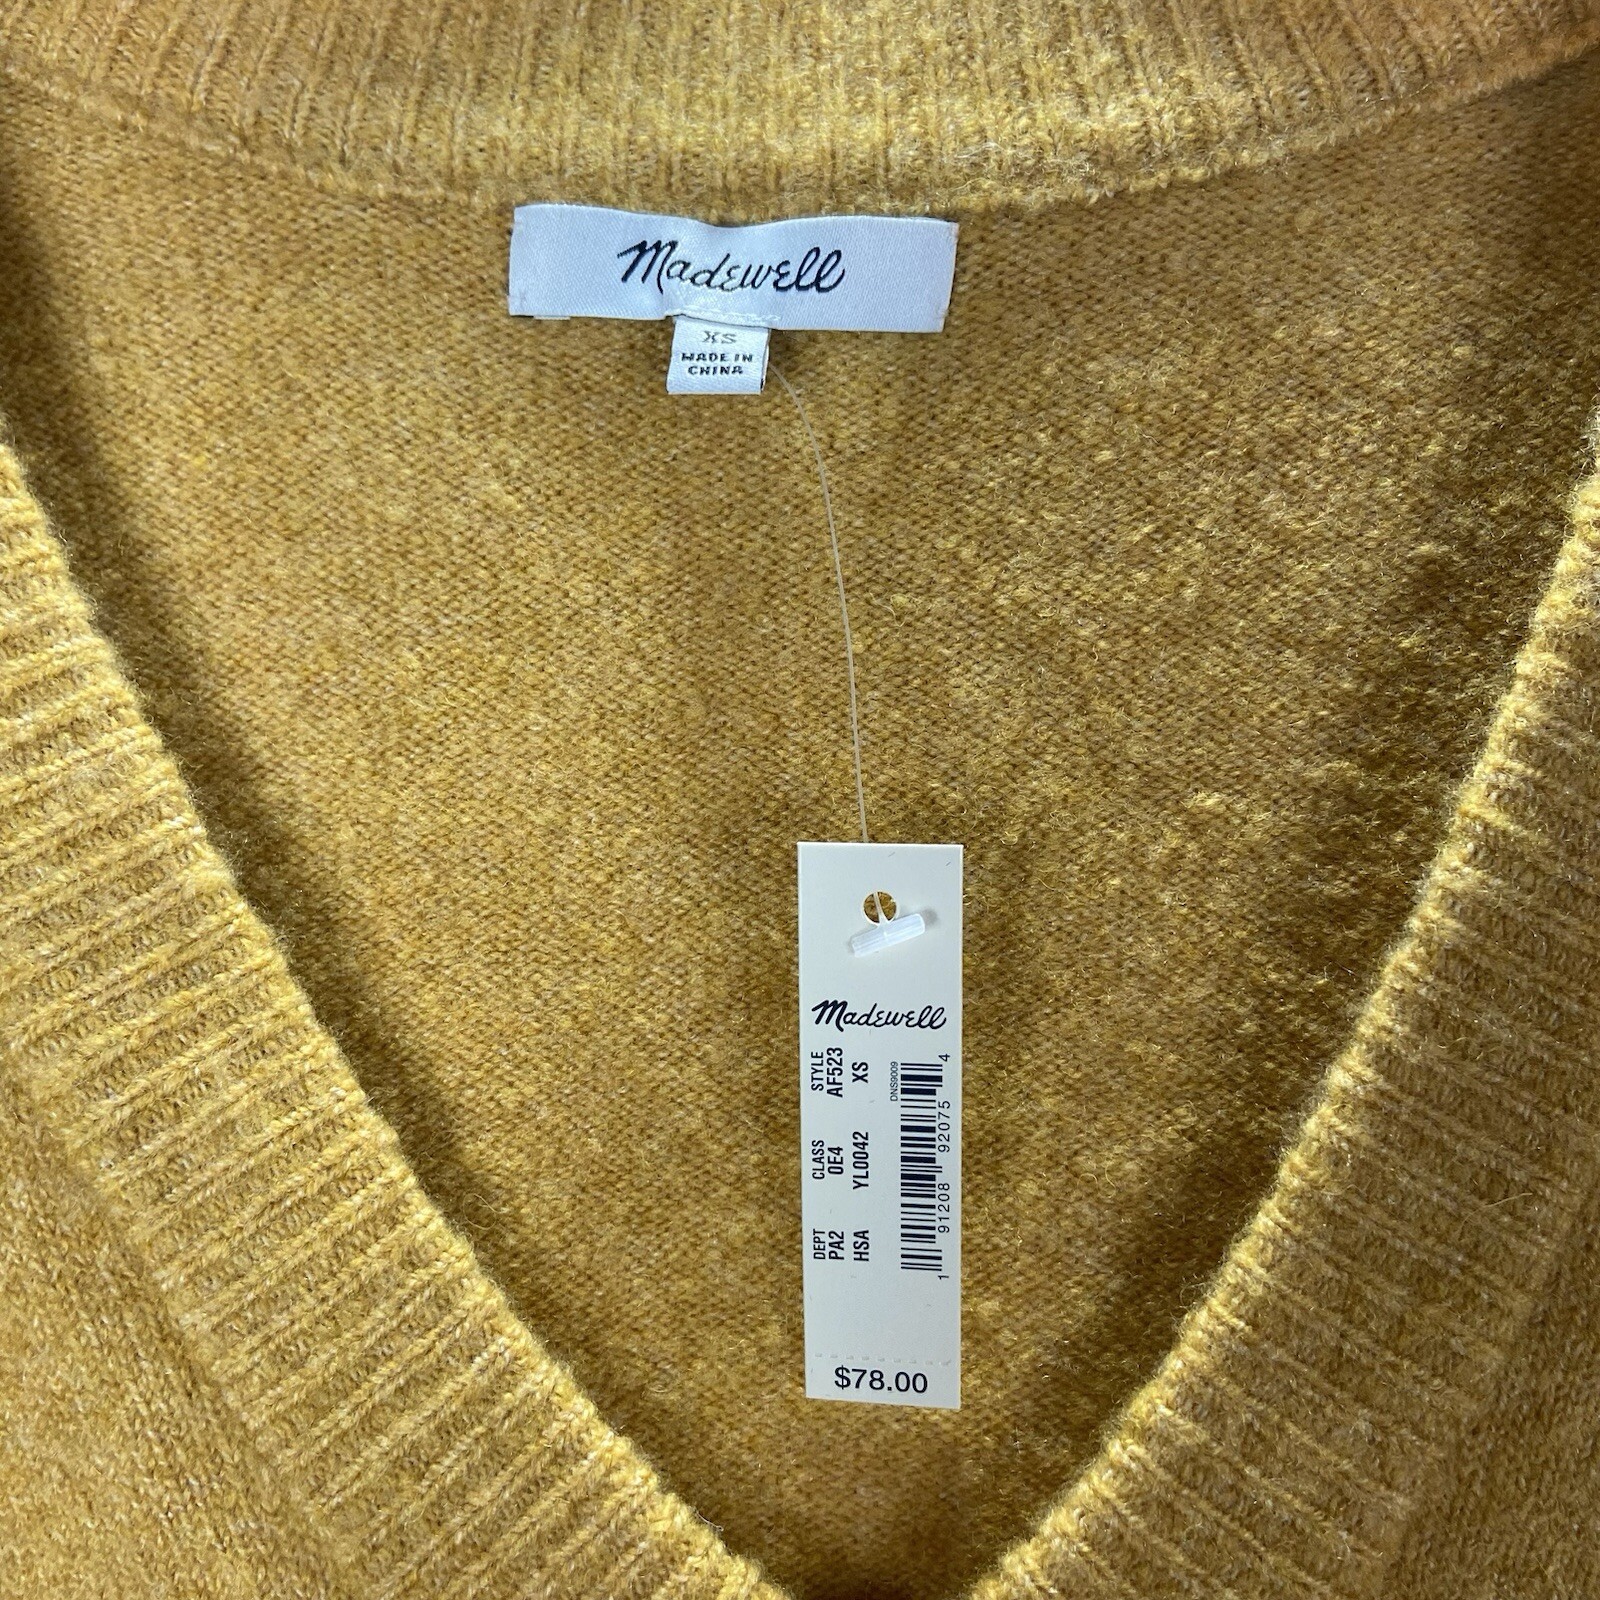 Madewell
XS
MADE IN
CHINA
Madewell
DEPT CLASS STYLE
PA2 0E4 AF523
HSA YL0042 XS
DNS9009
1 91208 92075 4
$78.00